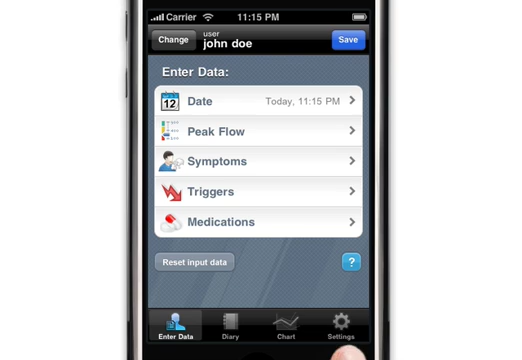 Carrier 11:15 PM
Change
user
john doe
Save
Enter Data:
12
Date
Today, 11:15 PM
Peak Flow
Symptoms
Triggers
Medications
Reset input data
?
Enter Data
Diary
Chart
Settings